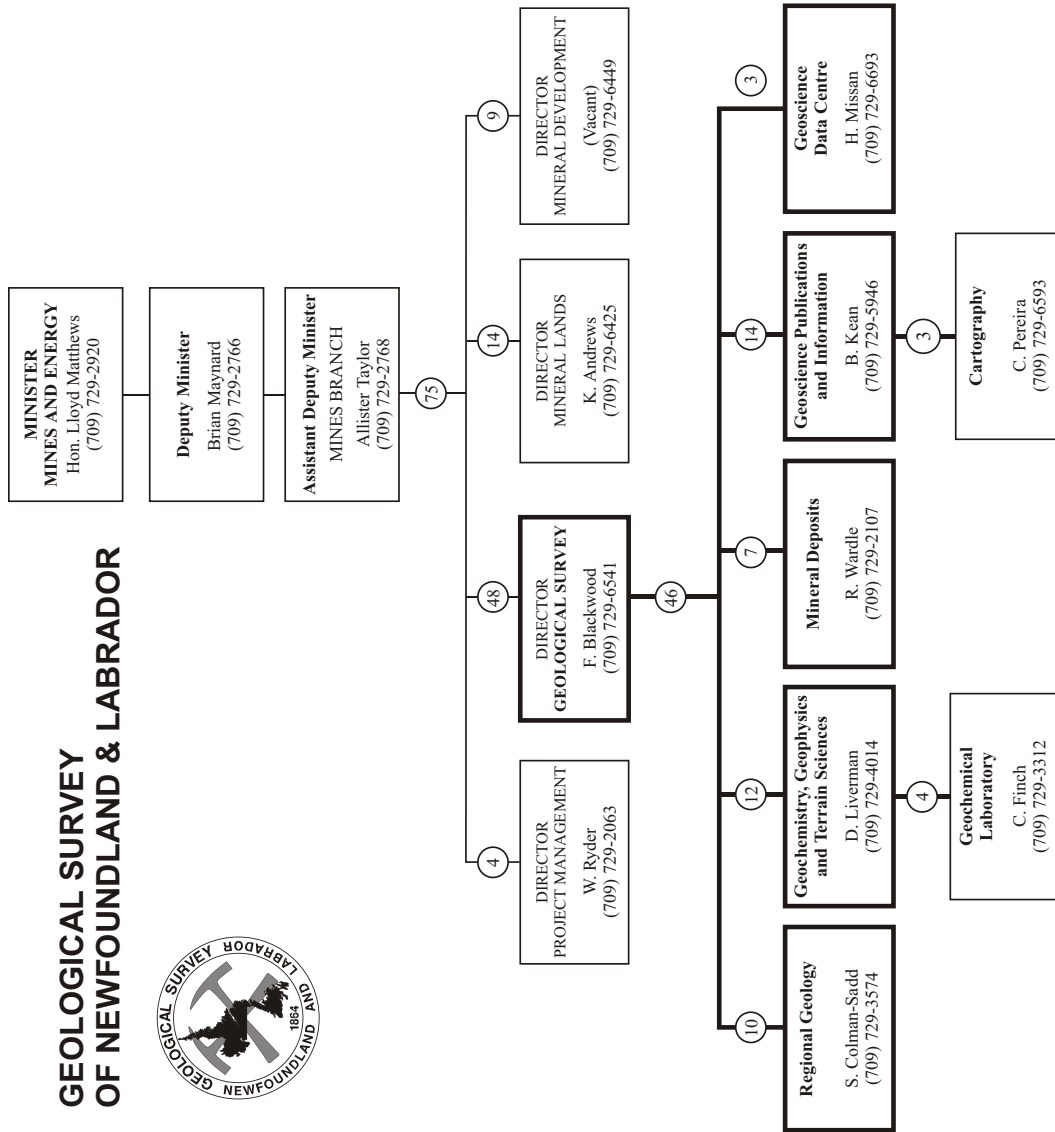 GEOLOGICAL SURVEY
OF NEWFOUNDLAND & LABRADOR
GEOLOGICAL SURVEY
NEWFOUNDLAND AND LABRADOR
1864
MINISTER
MINES AND ENERGY
Hon. Lloyd Matthews
(709) 729-2920
Deputy Minister
Brian Maynard
(709) 729-2766
Assistant Deputy Minister
MINES BRANCH
Allister Taylor
(709) 729-2768
75
4
48
14
9
DIRECTOR
PROJECT MANAGEMENT
W. Ryder
(709) 729-2063
DIRECTOR
GEOLOGICAL SURVEY
F. Blackwood
(709) 729-6541
DIRECTOR
MINERAL LANDS
K. Andrews
(709) 729-6425
DIRECTOR
MINERAL DEVELOPMENT
(Vacant)
(709) 729-6449
46
10
12
7
14
3
Regional Geology
S. Colman-Sadd
(709) 729-3574
Geochemistry, Geophysics
and Terrain Sciences
D. Liverman
(709) 729-4014
Mineral Deposits
R. Wardle
(709) 729-2107
Geoscience Publications
and Information
B. Kean
(709) 729-5946
Geoscience
Data Centre
H. Missan
(709) 729-6693
4
3
Geochemical
Laboratory
C. Finch
(709) 729-3312
Cartography
C. Pereira
(709) 729-6593